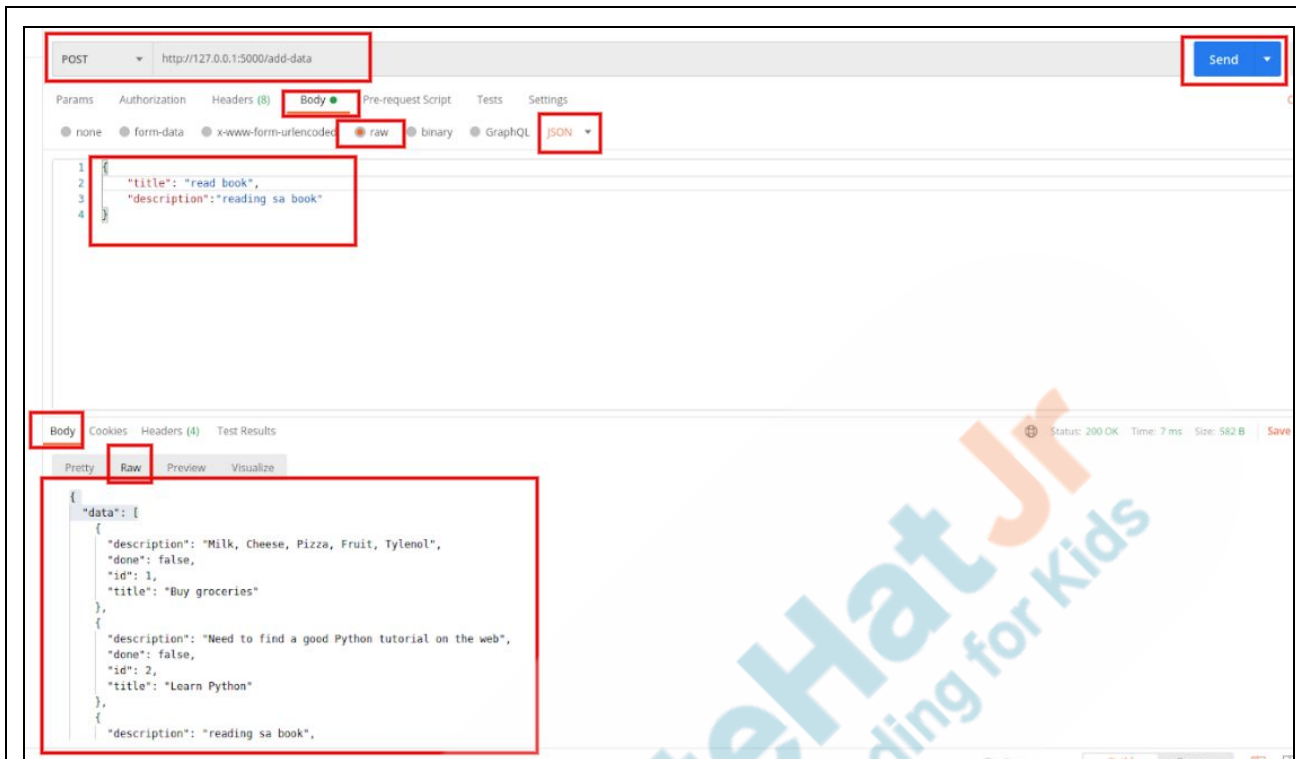 POST http://127.0.0.1:5000/add-data Send
Params Authorization Headers (8) Body Pre-request Script Tests Settings
none form-data x-www-form-urlencoded raw binary GraphQL JSON
1 {
2 "title": "read book",
3 "description":"reading sa book"
4 }
Body Cookies Headers (4) Test Results Status: 200 OK Time: 7 ms Size: 582 B Save
Pretty Raw Preview Visualize
{
"data": [
{
"description": "Milk, Cheese, Pizza, Fruit, Tylenol",
"done": false,
"id": 1,
"title": "Buy groceries"
},
{
"description": "Need to find a good Python tutorial on the web",
"done": false,
"id": 2,
"title": "Learn Python"
},
{
"description": "reading sa book",
teHat Jr
ding for Kids